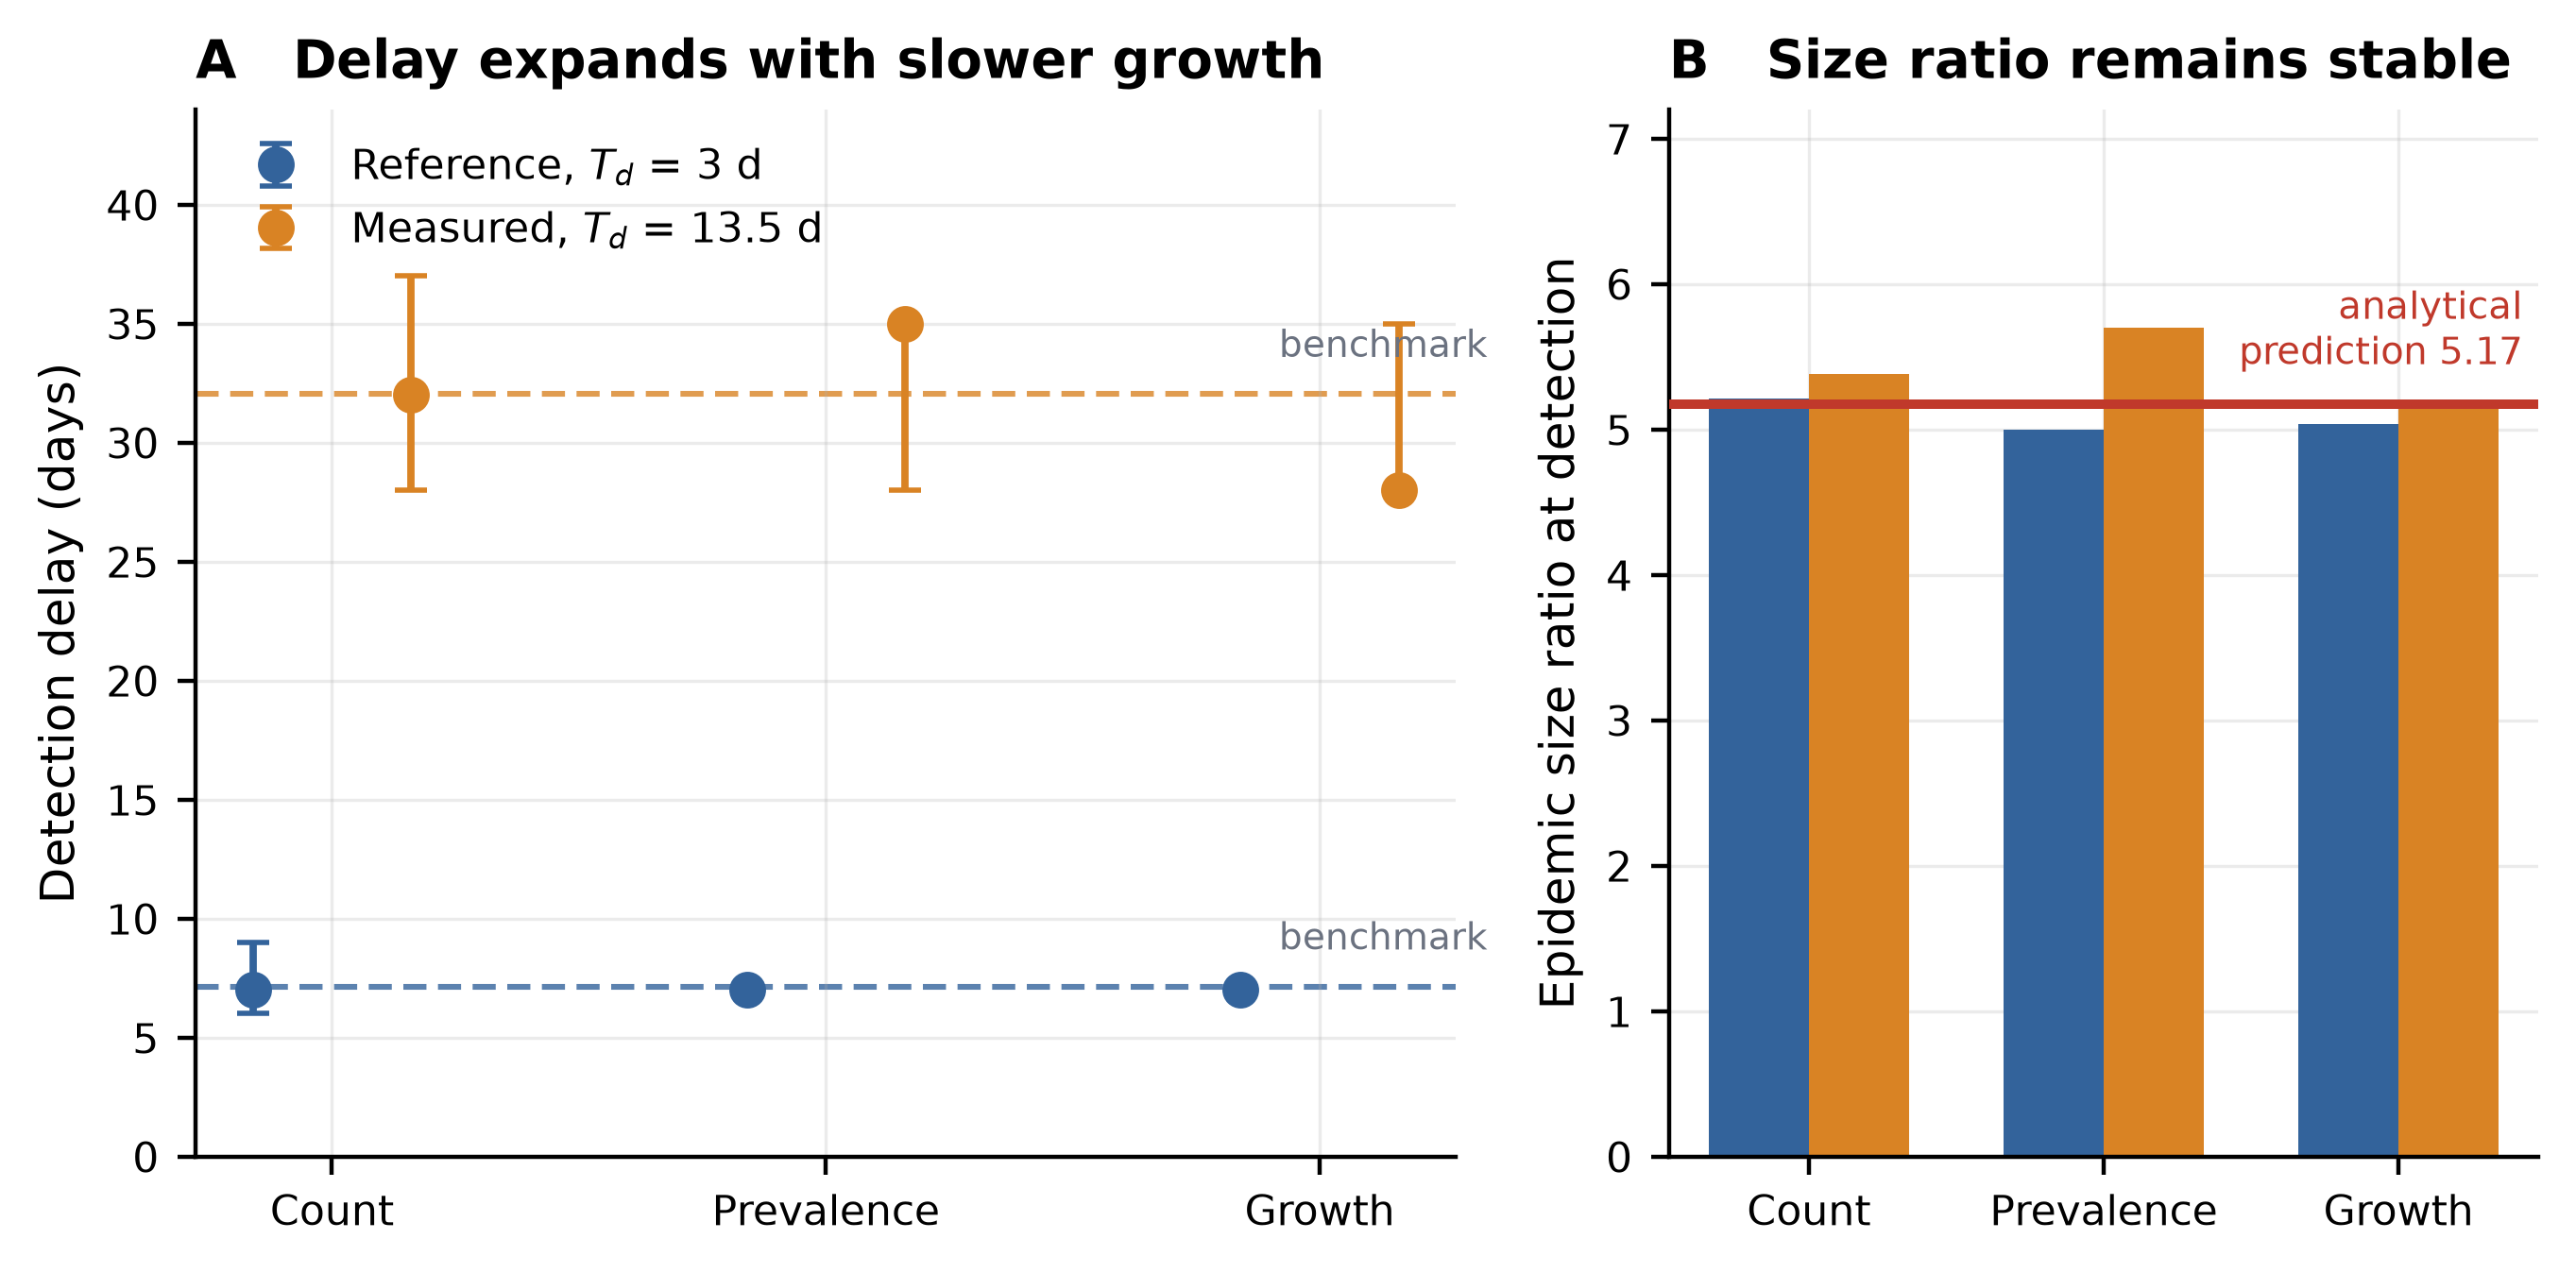 A Delay expands with slower growth
Reference, T_d = 3 d
Measured, T_d = 13.5 d
benchmark
benchmark
Detection delay (days)
40
35
30
25
20
15
10
5
0
Count Prevalence Growth
B Size ratio remains stable
analytical
prediction 5.17
Epidemic size ratio at detection
7
6
5
4
3
2
1
0
Count Prevalence Growth